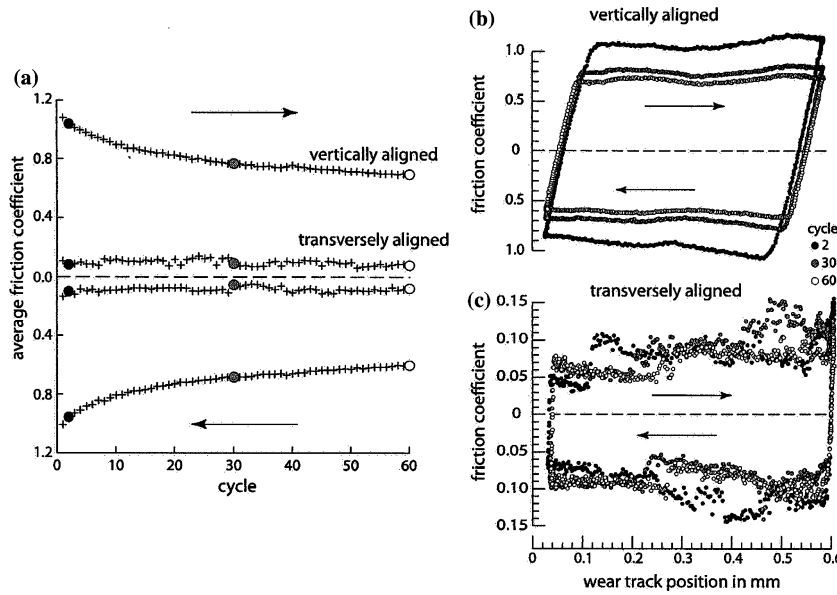 (a)
1.2
0.8
0.4
0.0
0.4
0.8
1.2
average friction coefficient
vertically aligned
transversely aligned
0
10
20
30
40
50
60
cycle
(b)
vertically aligned
1.0
0.5
0
0.5
1.0
friction coefficient
cycle
2
30
60
(c)
transversely aligned
0.15
0.10
0.05
0
0.05
0.10
0.15
friction coefficient
0
0.1
0.2
0.3
0.4
0.5
wear track position in mm